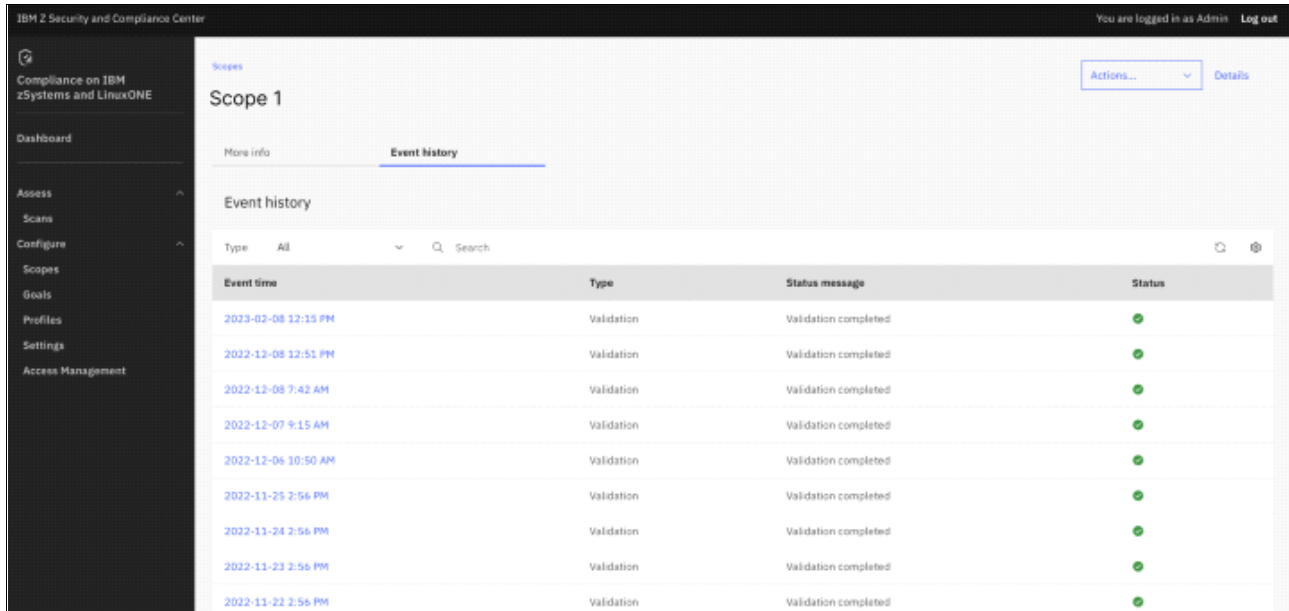 IBM Z Security and Compliance Center
You are logged in as Admin Log out
Compliance on IBM
zSystems and LinuxONE
Dashboard
Assess
Scans
Configure
Scopes
Goals
Profiles
Settings
Access Management
Scopes
Actions... Details
Scope 1
More info Event history
Event history
Type All Search
Event time Type Status message Status
2023-02-08 12:15 PM Validation Validation completed
2022-12-08 12:51 PM Validation Validation completed
2022-12-08 7:42 AM Validation Validation completed
2022-12-07 9:15 AM Validation Validation completed
2022-12-06 10:50 AM Validation Validation completed
2022-11-25 2:56 PM Validation Validation completed
2022-11-24 2:56 PM Validation Validation completed
2022-11-23 2:56 PM Validation Validation completed
2022-11-22 2:56 PM Validation Validation completed